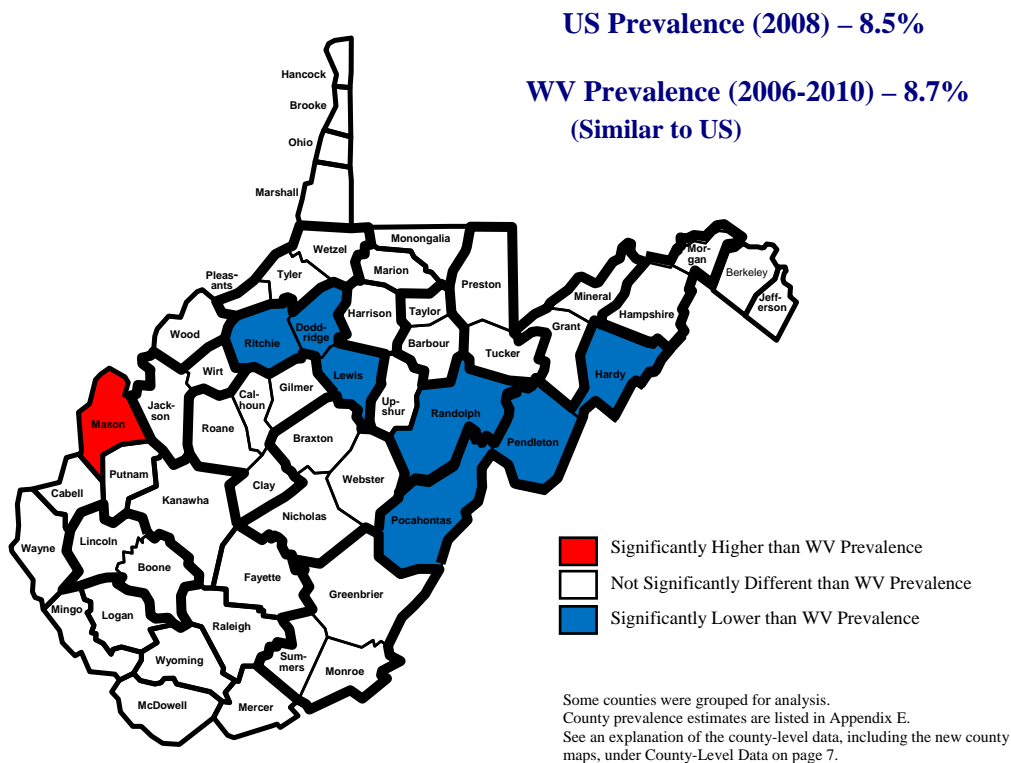 US Prevalence (2008) – 8.5%
WV Prevalence (2006-2010) – 8.7%
(Similar to US)
Hancock
Brooke
Ohio
Marshall
Wetzel
Monongalia
Marion
Preston
Tyler
Pleas-
ants
Mor-
gan
Berkeley
Jeff-
erson
Mineral
Hampshire
Grant
Hardy
Wood
Ritchie
Dodd-
ridge
Harrison
Taylor
Barbour
Tucker
Wirt
Lewis
Gilmer
Cal-
houn
Up-
shur
Randolph
Pendleton
Jack-
son
Mason
Roane
Braxton
Webster
Putnam
Cabell
Kanawha
Clay
Nicholas
Pocahontas
Wayne
Lincoln
Boone
Fayette
Greenbrier
Mingo
Logan
Raleigh
Wyoming
Sum-
mers
Monroe
McDowell
Mercer
Significantly Higher than WV Prevalence
Not Significantly Different than WV Prevalence
Significantly Lower than WV Prevalence
Some counties were grouped for analysis.
County prevalence estimates are listed in Appendix E.
See an explanation of the county-level data, including the new county
maps, under County-Level Data on page 7.